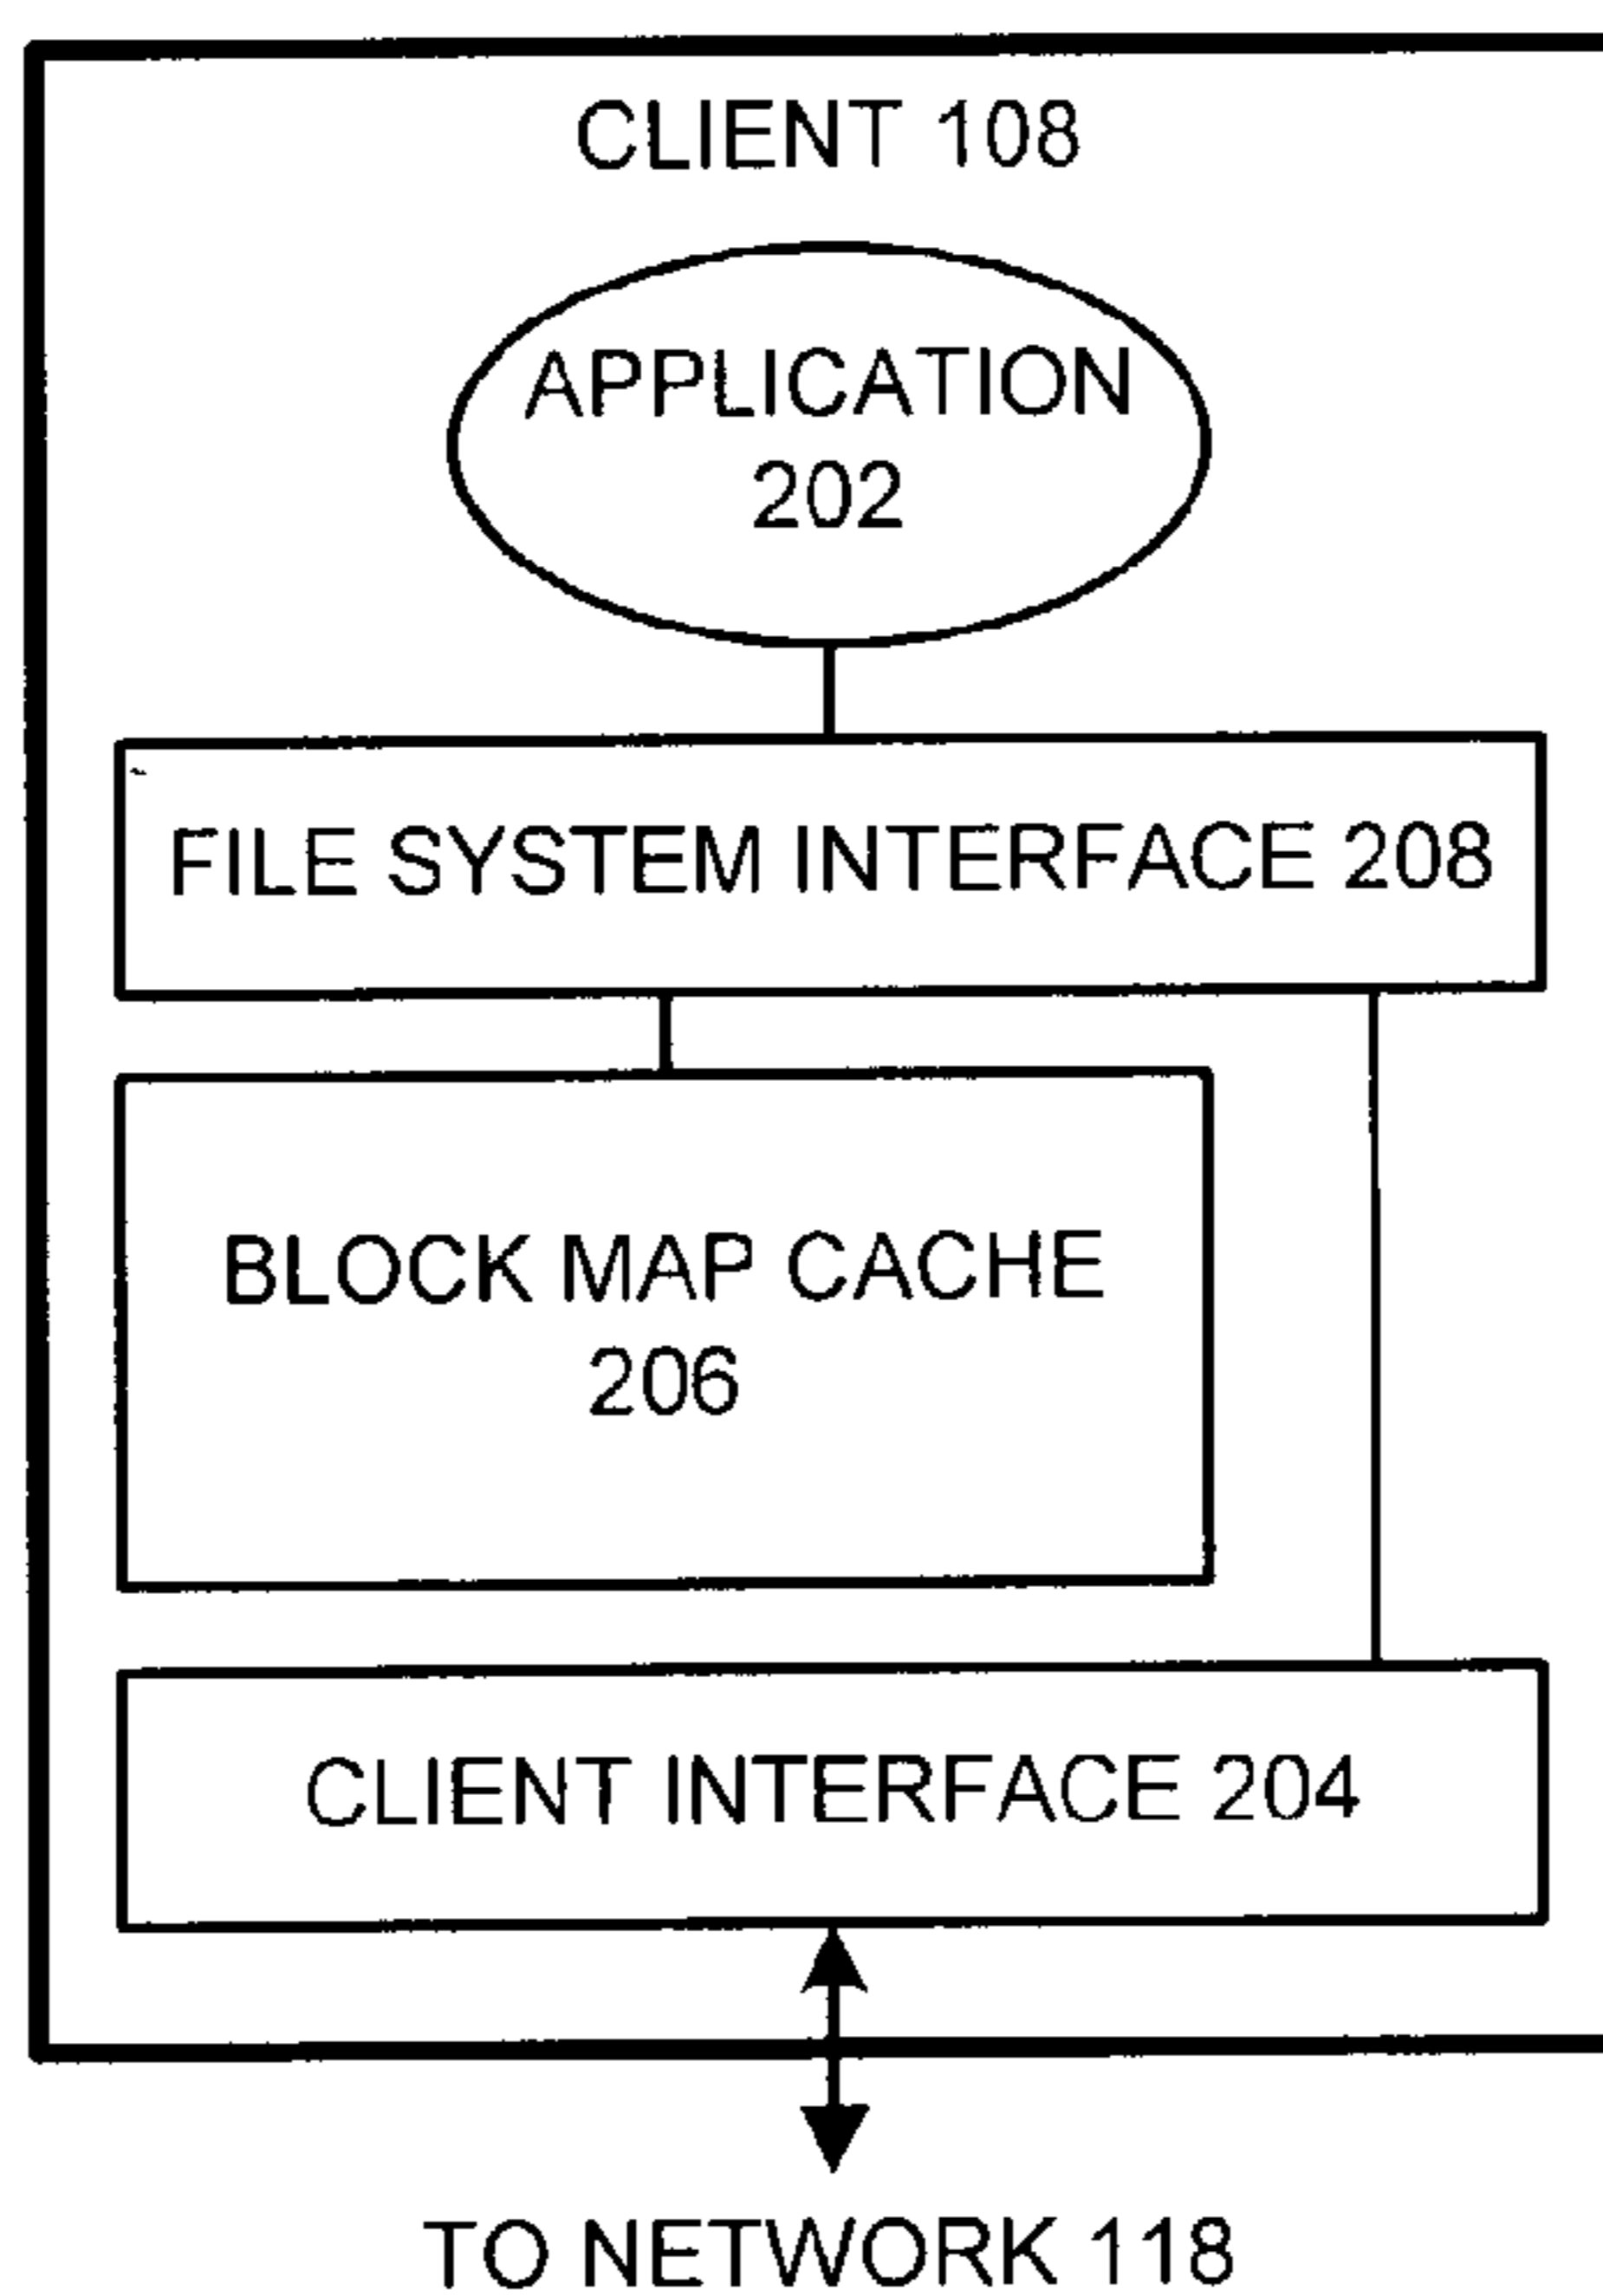 CLIENT 108
APPLICATION
202
FILE SYSTEM INTERFACE 208
BLOCK MAP CACHE
206
CLIENT INTERFACE 204
TO NETWORK 118